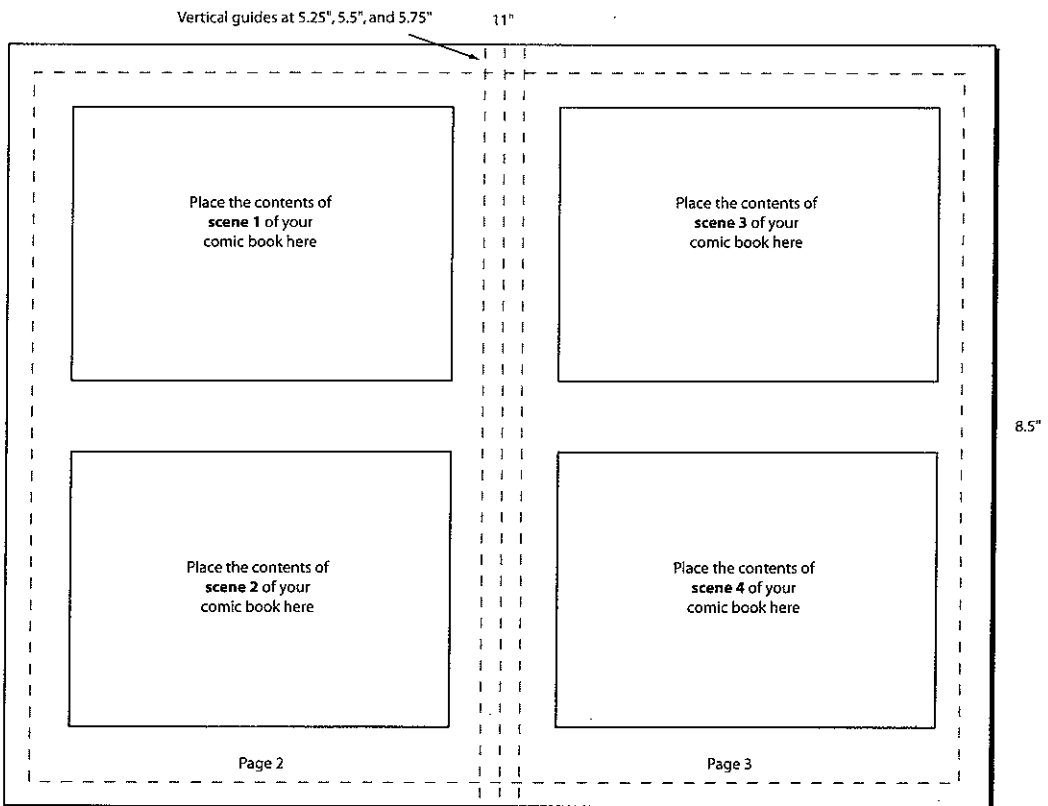 Vertical guides at 5.25", 5.5", and 5.75"
11"
Place the contents of
scene 1 of your
comic book here
Place the contents of
scene 3 of your
comic book here
8.5"
Place the contents of
scene 2 of your
comic book here
Place the contents of
scene 4 of your
comic book here
Page 2
Page 3